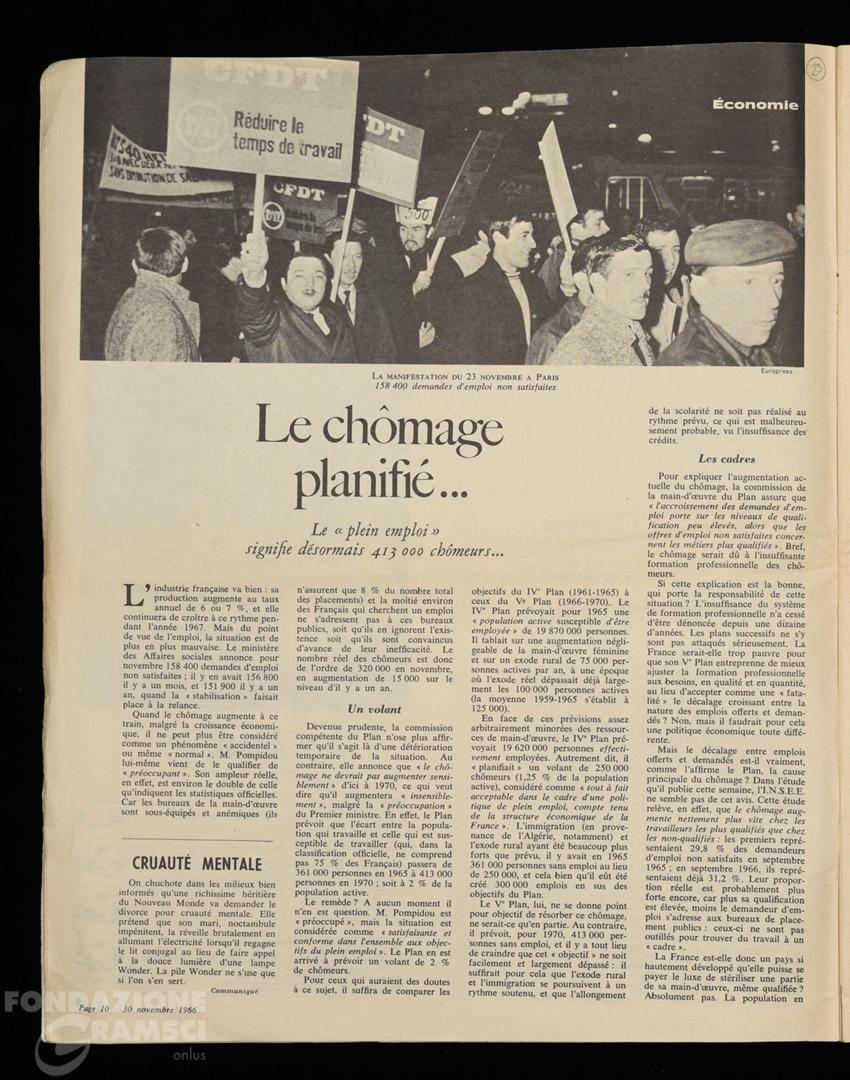 25
Économie
CFDT
Réduire le
temps de travail
DT
CFDT
Réduire le
temps de travail
500
SANS DIMINUTION DE SAL
Europress
LA MANIFESTATION DU 23 NOVEMBRE A PARIS
158 400 demandes d'emploi non satisfaites
Le chômage
planifié...
Le « plein emploi »
signifie désormais 413 000 chômeurs...
L'industrie française va bien : sa
production augmente au taux
annuel de 6 ou 7 %, et elle
continuera de croître à ce rythme pen-
dant l'année 1967. Mais du point
de vue de l'emploi, la situation est de
plus en plus mauvaise. Le ministère
des Affaires sociales annonce pour
novembre 158 400 demandes d'emploi
non satisfaites ; il y en avait 156 800
il y a un mois, et 151 900 il y a un
an, quand la « stabilisation » faisait
place à la relance.
Quand le chômage augmente à ce
train, malgré la croissance économi-
que, il ne peut plus être considéré
comme un phénomène « accidentel »
ou même « normal ». M. Pompidou
lui-même vient de le qualifier de
« préoccupant ». Son ampleur réelle,
en effet, est environ le double de celle
qu'indiquent les statistiques officielles.
Car les bureaux de la main-d'œuvre
sont sous-équipés et anémiques (ils
CRUAUTÉ MENTALE
On chuchote dans les milieux bien
informés qu'une richissime héritière
du Nouveau Monde va demander le
divorce pour cruauté mentale. Elle
prétend que son mari, noctambule
impénitent, la réveille brutalement en
allumant l'électricité lorsqu'il regagne
le lit conjugal au lieu de faire appel
à la douce lumière d'une lampe
Wonder. La pile Wonder ne s'use que
si l'on s'en sert.
Communiqué.
n'assurent que 8 % du nombre total
des placements) et la moitié environ
des Français qui cherchent un emploi
ne s'adressent pas à ces bureaux
publics, soit qu'ils en ignorent l'exis-
tence soit qu'ils sont convaincus
d'avance de leur inefficacité. Le
nombre réel des chômeurs est donc
de l'ordre de 320 000 en novembre,
en augmentation de 15 000 sur le
niveau d'il y a un an.
Un volant
Devenue prudente, la commission
compétente du Plan n'ose plus affir-
mer qu'il s'agit là d'une détérioration
temporaire de la situation. Au
contraire, elle annonce que « le chô-
mage ne devrait pas augmenter sensi-
blement » d'ici à 1970, ce qui veut
dire qu'il augmentera « insensible-
ment », malgré la « préoccupation »
du Premier ministre. En effet, le Plan
prévoit que l'écart entre la popula-
tion qui travaille et celle qui est sus-
ceptible de travailler (qui, dans la
classification officielle, ne comprend
pas 75 % des Français) passera de
361 000 personnes en 1965 à 413 000
personnes en 1970 ; soit à 2 % de la
population active.
Le remède ? A aucun moment il
n'en est question. M. Pompidou est
« préoccupé », mais la situation est
considérée comme « satisfaisante et
conforme dans l'ensemble aux objec-
tifs du plein emploi ». Le Plan en est
arrivé à prévoir un volant de 2 %
de chômeurs.
Pour ceux qui auraient des doutes
à ce sujet, il suffira de comparer les
objectifs du IVe Plan (1961-1965) à
ceux du Ve Plan (1966-1970). Le
IVe Plan prévoyait pour 1965 une
« population active susceptible d'être
employée » de 19 870 000 personnes.
Il tablait sur une augmentation négli-
geable de la main-d'œuvre féminine
et sur un exode rural de 75 000 per-
sonnes actives par an, à une époque
où l'exode réel dépassait déjà large-
ment les 100 000 personnes actives
(la moyenne 1959-1965 s'établit à
125 000).
En face de ces prévisions assez
arbitrairement minorées des ressour-
ces de main-d'œuvre, le IVe Plan pré-
voyait 19 620 000 personnes effecti-
vement employées. Autrement dit, il
« planifiait » un volant de 250 000
chômeurs (1,25 % de la population
active), considéré comme « tout à fait
acceptable dans le cadre d'une poli-
tique de plein emploi, compte tenu
de la structure économique de la
France ». L'immigration (en prove-
nance de l'Algérie, notamment) et
l'exode rural ayant été beaucoup plus
forts que prévu, il y avait en 1965
361 000 personnes sans emploi au lieu
de 250 000, et cela bien qu'il eût été
créé 300 000 emplois en sus des
objectifs du Plan.
Le Ve Plan, lui, ne se donne point
pour objectif de résorber ce chômage,
ne serait-ce qu'en partie. Au contraire,
il prévoit, pour 1970, 413 000 per-
sonnes sans emploi, et il y a tout lieu
de craindre que cet « objectif » ne soit
facilement et largement dépassé : il
suffirait pour cela que l'exode rural
et l'immigration se poursuivent à un
rythme soutenu, et que l'allongement
de la scolarité ne soit pas réalisé au
rythme prévu, ce qui est malheureu-
sement probable, vu l'insuffisance des
crédits.
Les cadres
Pour expliquer l'augmentation ac-
tuelle du chômage, la commission de
la main-d'œuvre du Plan assure que
« l'accroissement des demandes d'em-
ploi porte sur les niveaux de quali-
fication peu élevés, alors que les
offres d'emploi non satisfaites concer-
nent les métiers plus qualifiés ». Bref,
le chômage serait dû à l'insuffisante
formation professionnelle des chô-
meurs.
Si cette explication est la bonne,
qui porte la responsabilité de cette
situation ? L'insuffisance du système
de formation professionnelle n'a cessé
d'être dénoncée depuis une dizaine
d'années. Les plans successifs ne s'y
sont pas attaqués sérieusement. La
France serait-elle trop pauvre pour
que son Ve Plan entreprenne de mieux
ajuster la formation professionnelle
aux besoins, en qualité et en quantité,
au lieu d'accepter comme une « fata-
lité » le décalage croissant entre la
nature des emplois offerts et deman-
dés ? Non, mais il faudrait pour cela
une politique économique toute diffé-
rente.
Mais le décalage entre emplois
offerts et demandés est-il vraiment,
comme l'affirme le Plan, la cause
principale du chômage ? Dans l'étude
qu'il publie cette semaine, l'I.N.S.E.E.
ne semble pas de cet avis. Cette étude
relève, en effet, que le chômage aug-
mente nettement plus vite chez les
travailleurs les plus qualifiés que chez
les non-qualifiés : les premiers repré-
sentaient 29,8 % des demandeurs
d'emploi non satisfaits en septembre
1965 ; en septembre 1966, ils repré-
sentaient déjà 31,2 %. Leur propor-
tion réelle est probablement plus
forte encore, car plus sa qualification
est élevée, moins le demandeur d'em-
ploi s'adresse aux bureaux de place-
ment publics : ceux-ci ne sont pas
outillés pour trouver du travail à un
« cadre ».
La France est-elle donc un pays si
hautement développé qu'elle puisse se
payer le luxe de stériliser une partie
de sa main-d'œuvre, même qualifiée ?
Absolument pas. La population en
Page 10 30 novembre 1966
FONDAZIONE
GRAMSCI
onlus